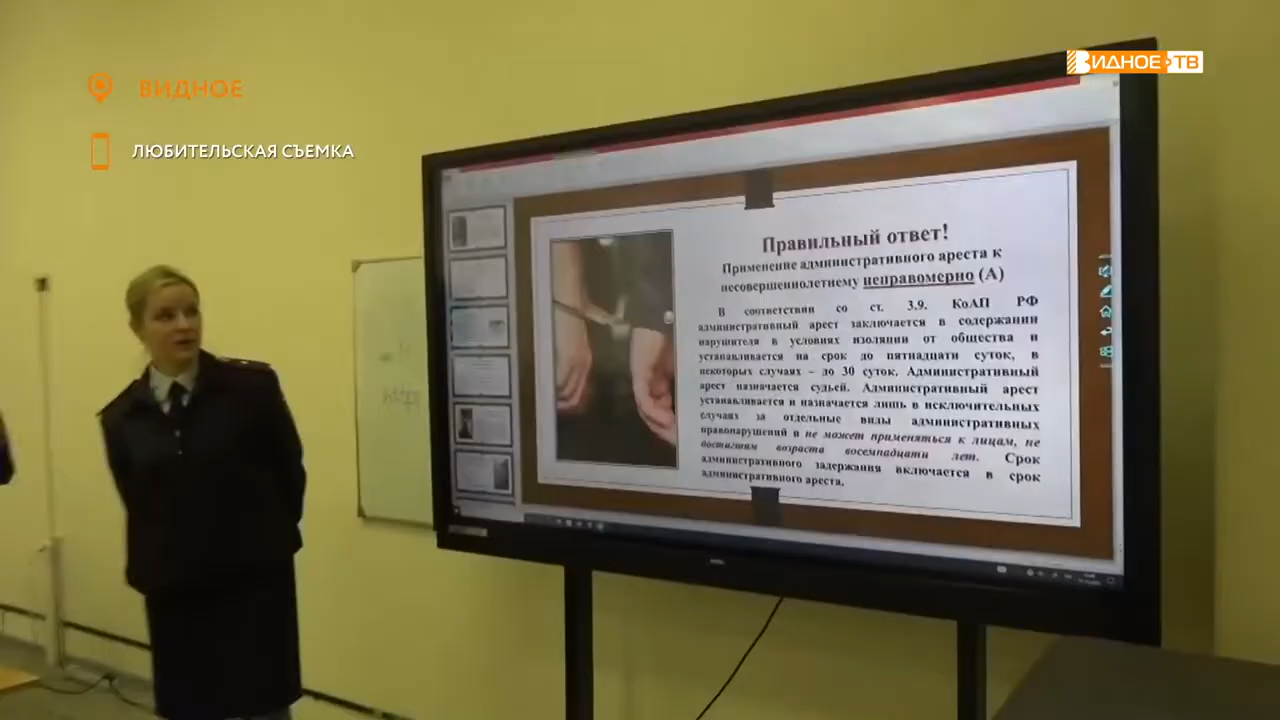 ВИДНОЕ
ЛЮБИТЕЛЬСКАЯ СЪЕМКА
ВИДНОЕ ТВ
Правильный ответ!
Применение административного ареста к
несовершеннолетнему неправомерно (А)
В соответствии со ст. 3.9. КоАП РФ
административный арест заключается в содержании
нарушителя в условиях изоляции от общества и
устанавливается на срок до пятнадцати суток, в
некоторых случаях – до 30 суток. Административный
арест назначается судьей. Административный арест
устанавливается и назначается лишь в исключительных
случаях за отдельные виды административных
правонарушений и не может применяться к лицам, не
достигшим возраста восемнадцати лет. Срок
административного задержания включается в срок
административного ареста.